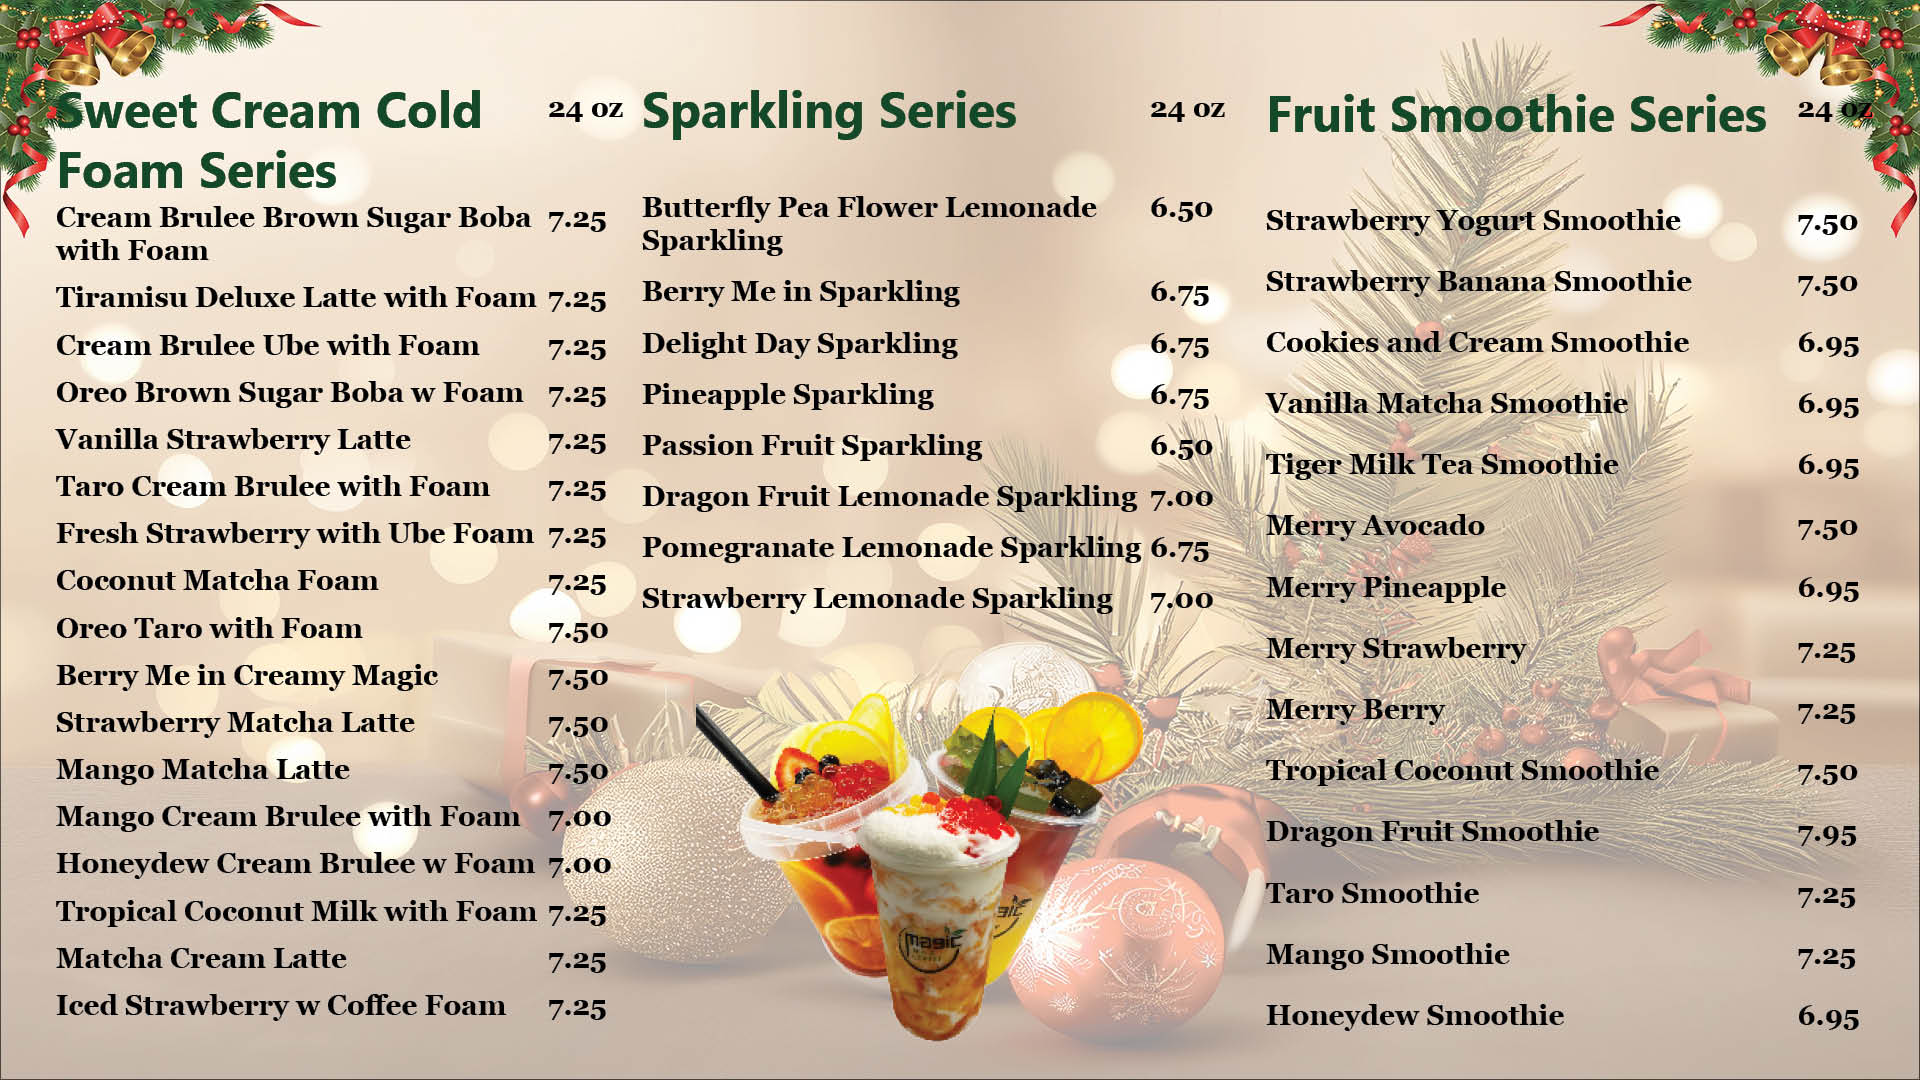 Sweet Cream Cold 24 oz
Foam Series
Cream Brulee Brown Sugar Boba 7.25
with Foam
Tiramisu Deluxe Latte with Foam 7.25
Cream Brulee Ube with Foam 7.25
Oreo Brown Sugar Boba w Foam 7.25
Vanilla Strawberry Latte 7.25
Taro Cream Brulee with Foam 7.25
Fresh Strawberry with Ube Foam 7.25
Coconut Matcha Foam 7.25
Oreo Taro with Foam 7.50
Berry Me in Creamy Magic 7.50
Strawberry Matcha Latte 7.50
Mango Matcha Latte 7.50
Mango Cream Brulee with Foam 7.00
Honeydew Cream Brulee w Foam 7.00
Tropical Coconut Milk with Foam 7.25
Matcha Cream Latte 7.25
Iced Strawberry w Coffee Foam 7.25
Sparkling Series 24 oz
Butterfly Pea Flower Lemonade 6.50
Sparkling
Berry Me in Sparkling 6.75
Delight Day Sparkling 6.75
Pineapple Sparkling 6.75
Passion Fruit Sparkling 6.50
Dragon Fruit Lemonade Sparkling 7.00
Pomegranate Lemonade Sparkling 6.75
Strawberry Lemonade Sparkling 7.00
magic
Fruit Smoothie Series 24 oz
Strawberry Yogurt Smoothie 7.50
Strawberry Banana Smoothie 7.50
Cookies and Cream Smoothie 6.95
Vanilla Matcha Smoothie 6.95
Tiger Milk Tea Smoothie 6.95
Merry Avocado 7.50
Merry Pineapple 6.95
Merry Strawberry 7.25
Merry Berry 7.25
Tropical Coconut Smoothie 7.50
Dragon Fruit Smoothie 7.95
Taro Smoothie 7.25
Mango Smoothie 7.25
Honeydew Smoothie 6.95